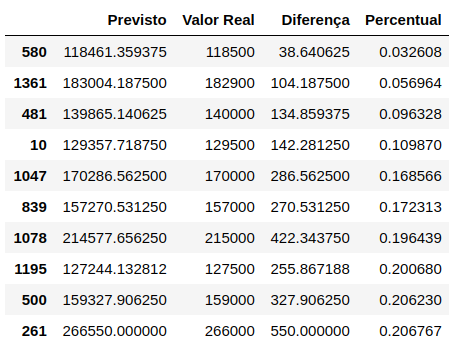 Previsto Valor Real Diferença Percentual
580 118461.359375 118500 38.640625 0.032608
1361 183004.187500 182900 104.187500 0.056964
481 139865.140625 140000 134.859375 0.096328
10 129357.718750 129500 142.281250 0.109870
1047 170286.562500 170000 286.562500 0.168566
839 157270.531250 157000 270.531250 0.172313
1078 214577.656250 215000 422.343750 0.196439
1195 127244.132812 127500 255.867188 0.200680
500 159327.906250 159000 327.906250 0.206230
261 266550.000000 266000 550.000000 0.206767